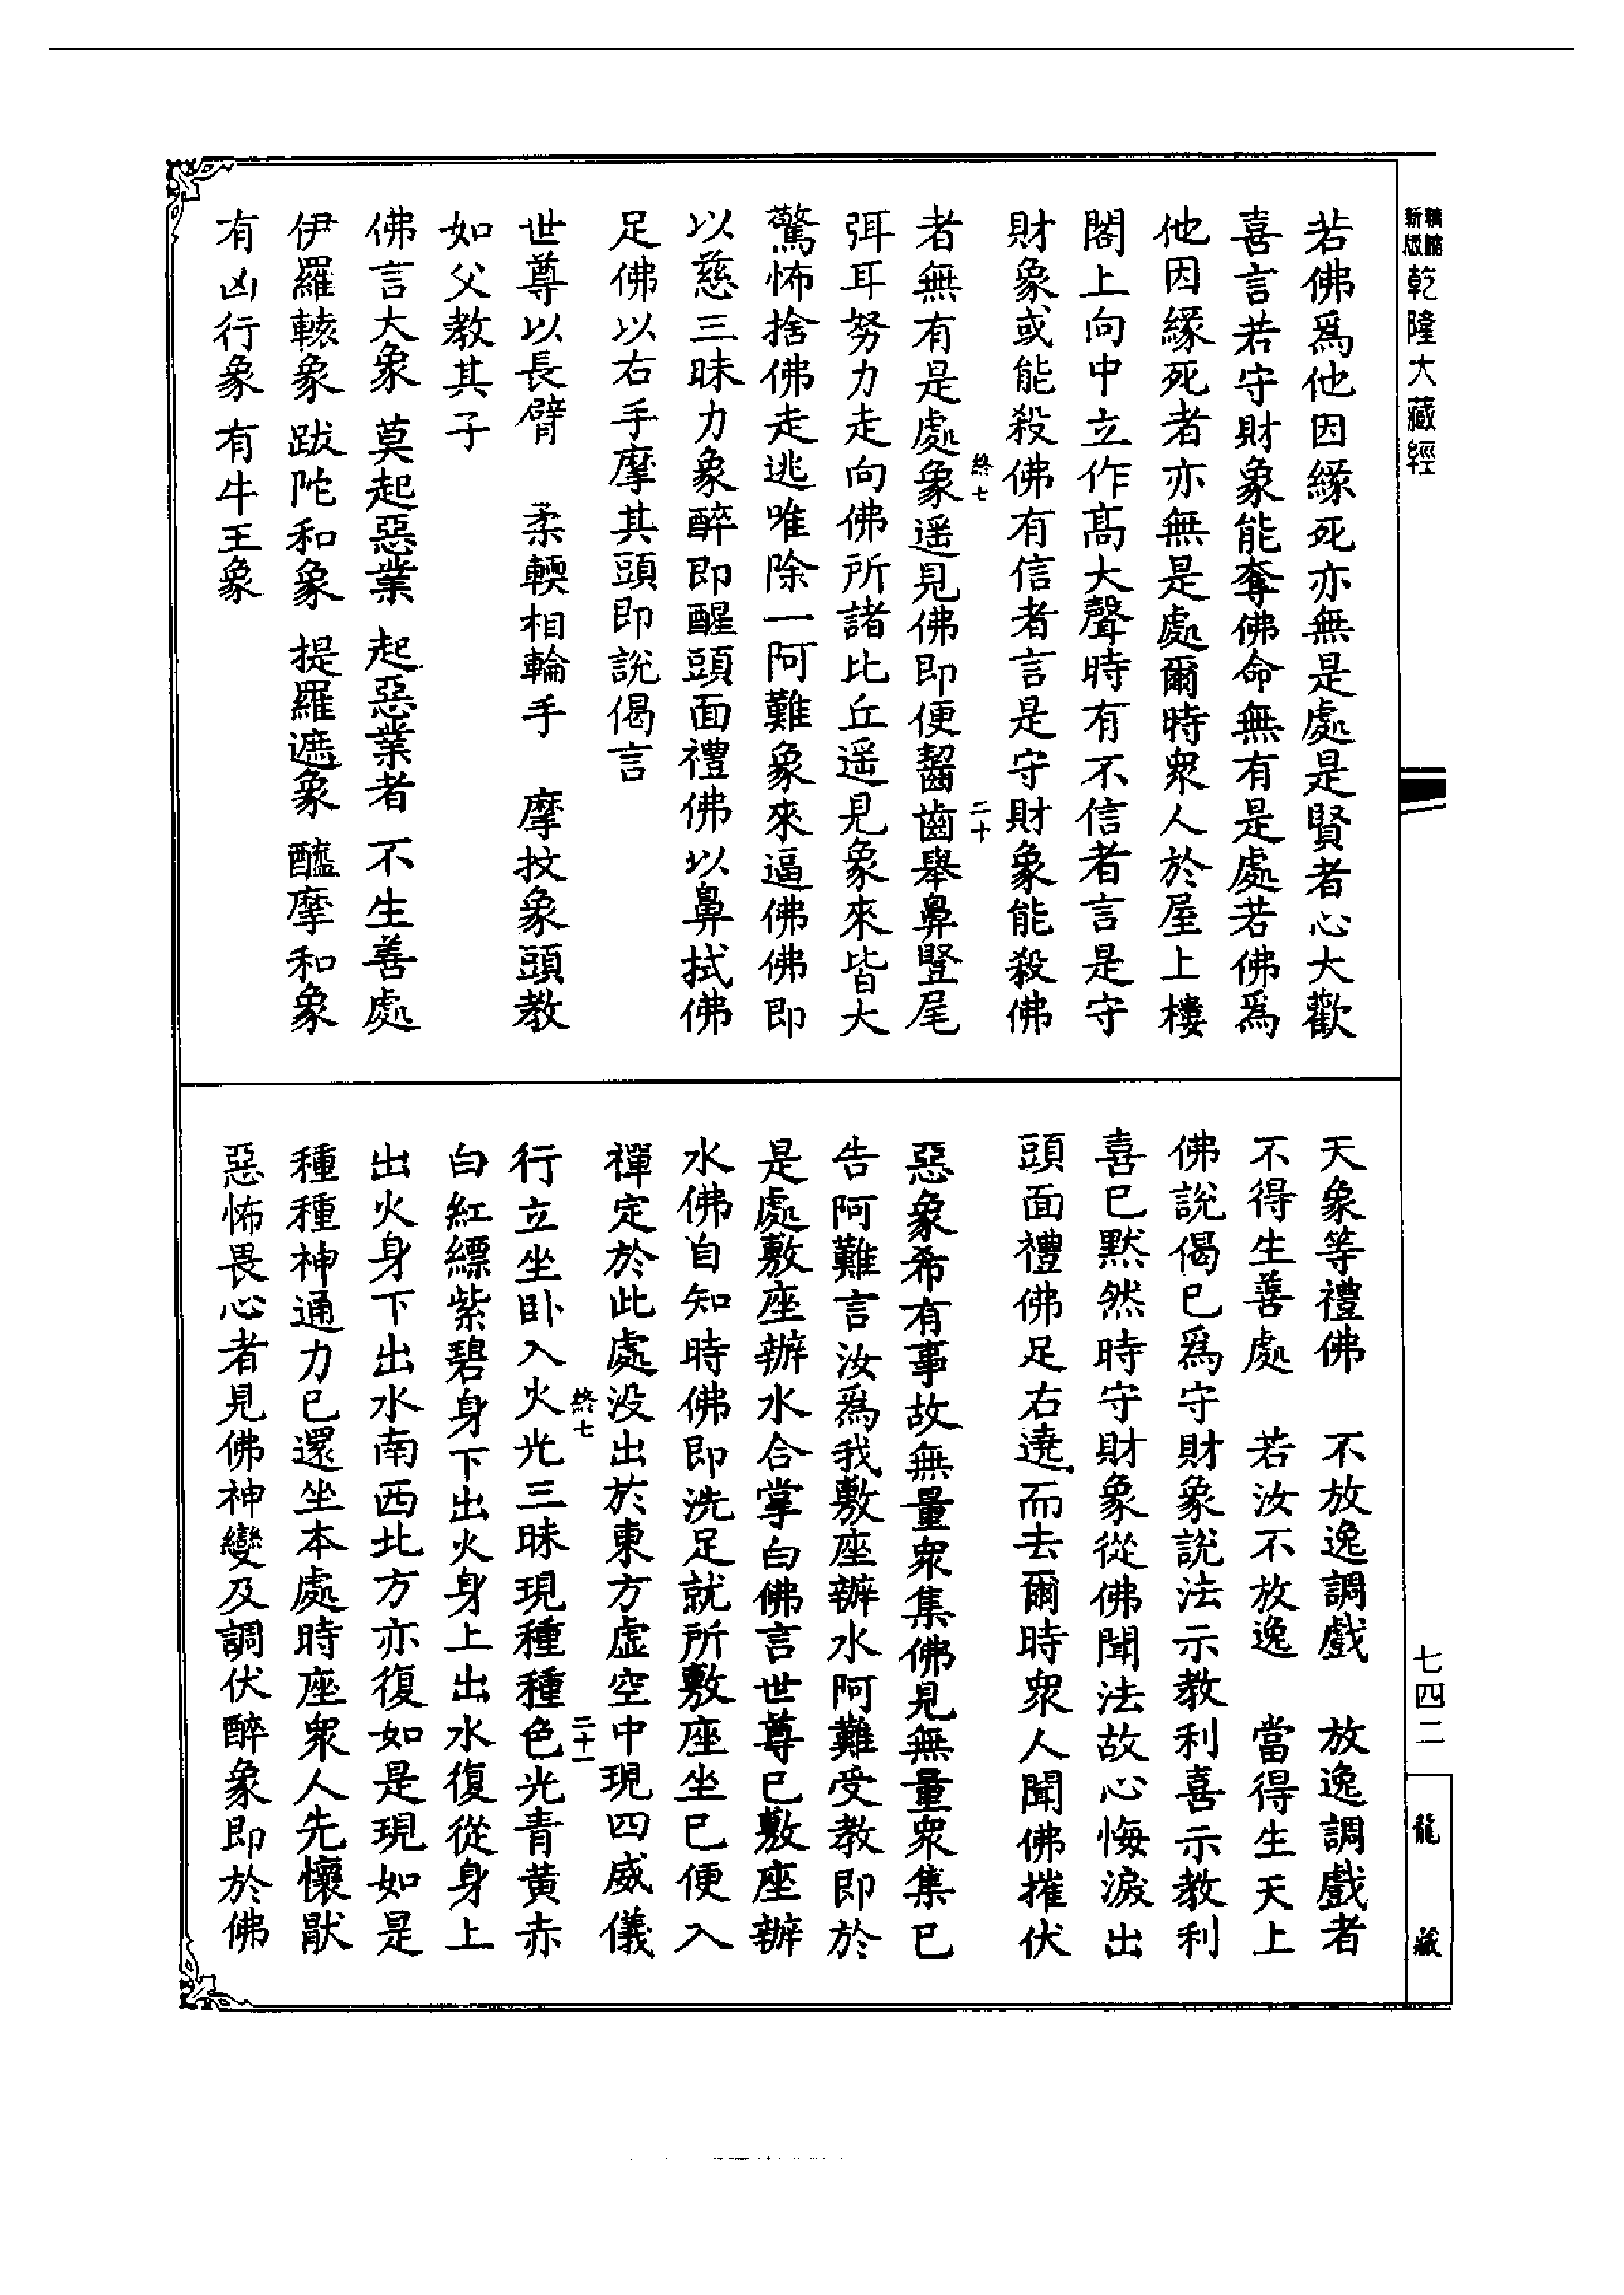 新編縮版乾隆大藏經
若佛爲他因緣死亦無是處是賢者心大歡
喜言若守財象能奪佛命無有是處若佛爲
他因緣死者亦無是處爾時衆人於屋上樓
閣上向中立作高大聲時有不信者言是守
財象或能殺佛有信者言是守財象能殺佛
終七 二十
者無有是處象遥見佛即便齧齒舉鼻豎尾
弭耳努力走向佛所諸比丘遥見象來皆大
驚怖捨佛走逃唯除一阿難象來逼佛佛即
以慈三昧力象醉即醒頭面禮佛以鼻拭佛
足佛以右手摩其頭即說偈言
世尊以長臂 柔輭相輪手 摩抆象頭教
如父教其子
佛言大象 莫起惡業 起惡業者 不生善處
伊羅轅象 跋陀和象 提羅遮象 醯摩和象
有凶行象 有牛王象
天象等禮佛 不放逸調戲 放逸調戲者
不得生善處 若汝不放逸 當得生天上
佛說偈已爲守財象說法示教利喜示教利
喜已默然時守財象從佛聞法故心悔淚出
頭面禮佛足右遶而去爾時衆人聞佛摧伏
惡象希有事故無量衆集佛見無量衆集已
告阿難言汝爲我敷座辦水阿難受教即於
是處敷座辦水合掌白佛言世尊已敷座辦
水佛自知時佛即洗足就所敷座坐已便入
禪定於此處没出於東方虚空中現四威儀
終七 二十一
行立坐卧入火光三昧現種種色光青黄赤
白紅縹紫碧身下出火身上出水復從身上
出火身下出水南西北方亦復如是現如是
種種神通力已還坐本處時座衆人先懷猒
惡怖畏心者見佛神變及調伏醉象即於佛
七四二
龍藏